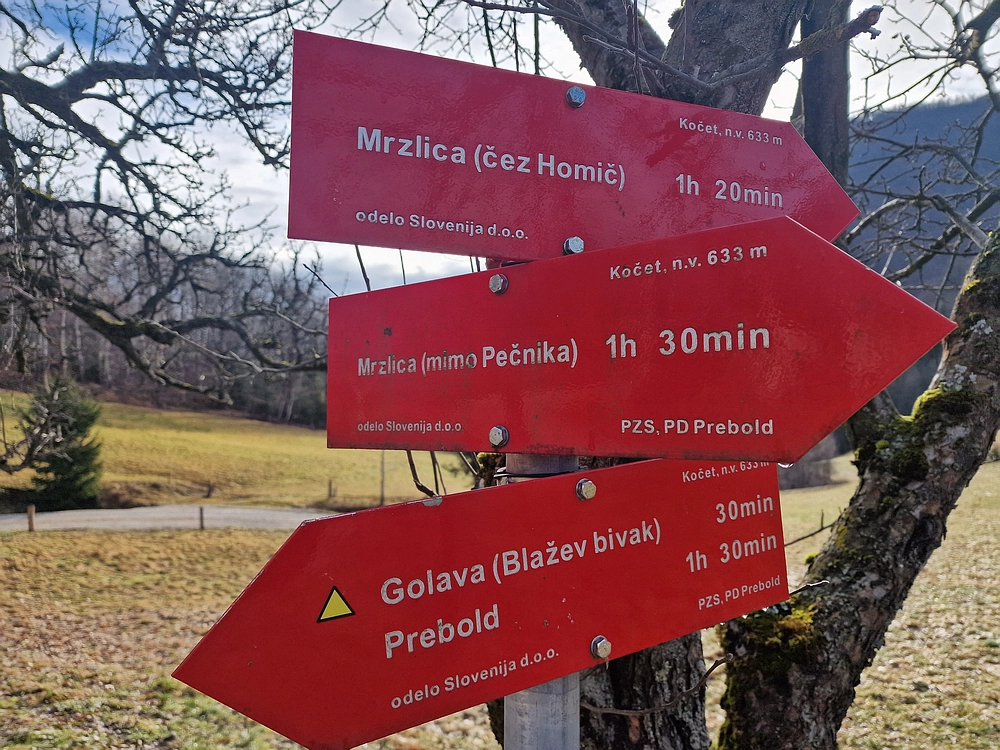 Kočet, n.v. 633 m
Mrzlica (čez Homič) 1h 20min
odelo Slovenija d.o.o.
Kočet, n.v. 633 m
Mrzlica (mimo Pečnika) 1h 30min
odelo Slovenija d.o.o. PZS, PD Prebold
Kočet, n.v. 633 m
Golava (Blažev bivak) 30min
Prebold 1h 30min
odelo Slovenija d.o.o. PZS, PD Prebold